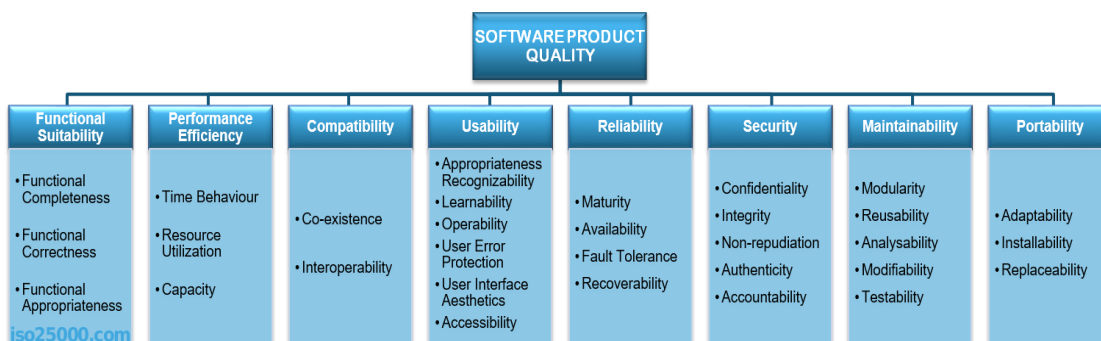 SOFTWARE PRODUCT
QUALITY
Functional
Suitability
• Functional
Completeness
• Functional
Correctness
• Functional
Appropriateness
Performance
Efficiency
• Time Behaviour
• Resource
Utilization
• Capacity
Compatibility
• Co-existence
• Interoperability
Usability
• Appropriateness
Recognizability
• Learnability
• Operability
• User Error
Protection
• User Interface
Aesthetics
• Accessibility
Reliability
• Maturity
• Availability
• Fault Tolerance
• Recoverability
Security
• Confidentiality
• Integrity
• Non-repudiation
• Authenticity
• Accountability
Maintainability
• Modularity
• Reusability
• Analysability
• Modifiability
• Testability
Portability
• Adaptability
• Installability
• Replaceability
iso25000.com